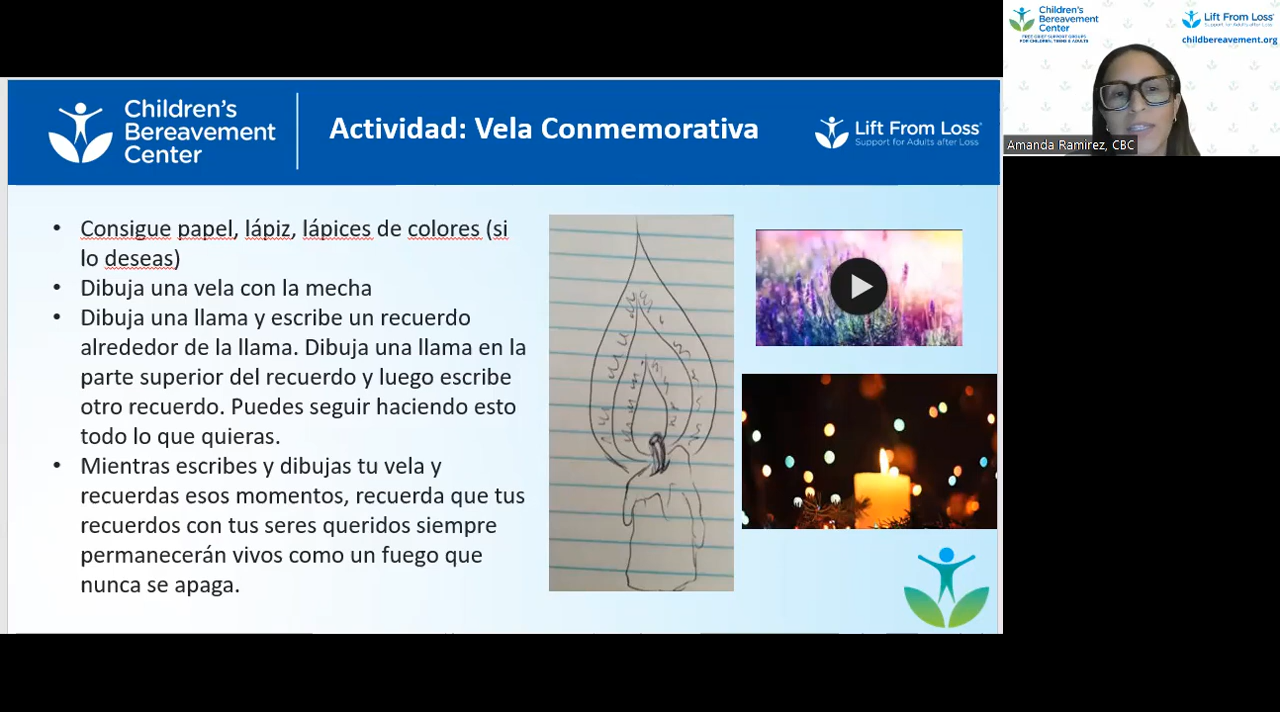 Children's
Bereavement
Center
Actividad: Vela Conmemorativa
Lift From Loss
Support for Adults after Loss
• Consigue papel, lápiz, lápices de colores (si
lo deseas)
• Dibuja una vela con la mecha
• Dibuja una llama y escribe un recuerdo
alrededor de la llama. Dibuja una llama en la
parte superior del recuerdo y luego escribe
otro recuerdo. Puedes seguir haciendo esto
todo lo que quieras.
• Mientras escribes y dibujas tu vela y
recuerdas esos momentos, recuerda que tus
recuerdos con tus seres queridos siempre
permanecerán vivos como un fuego que
nunca se apaga.
Children's
Bereavement
Center
FREE GRIEF SUPPORT GROUPS
FOR CHILDREN, TEENS & ADULTS
Lift From Loss
Support for Adults after Loss
childbereavement.org
Amanda Ramirez, CBC